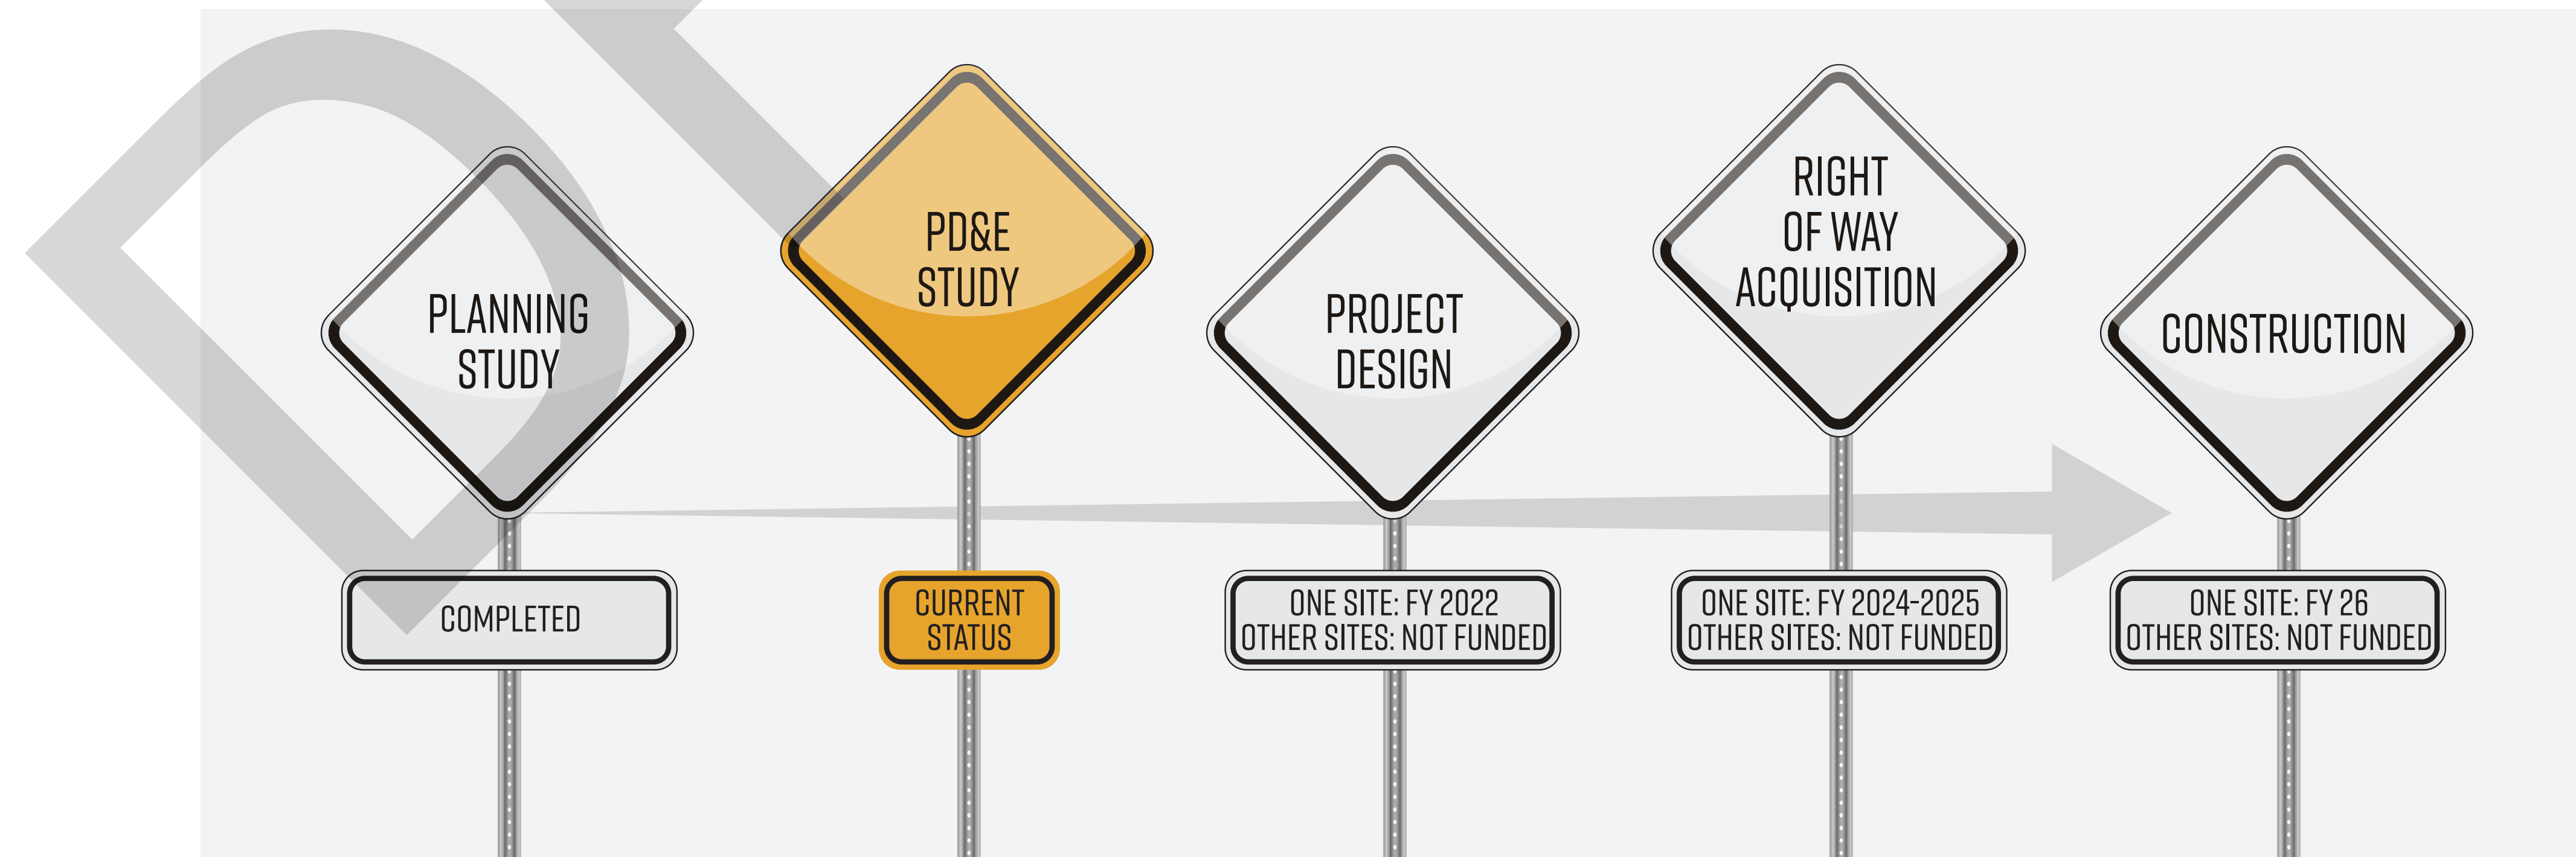 PLANNING
STUDY
COMPLETED
PD&E
STUDY
CURRENT
STATUS
PROJECT
DESIGN
ONE SITE: FY 2022
OTHER SITES: NOT FUNDED
RIGHT
OF WAY
ACQUISITION
ONE SITE: FY 2024-2025
OTHER SITES: NOT FUNDED
CONSTRUCTION
ONE SITE: FY 26
OTHER SITES: NOT FUNDED